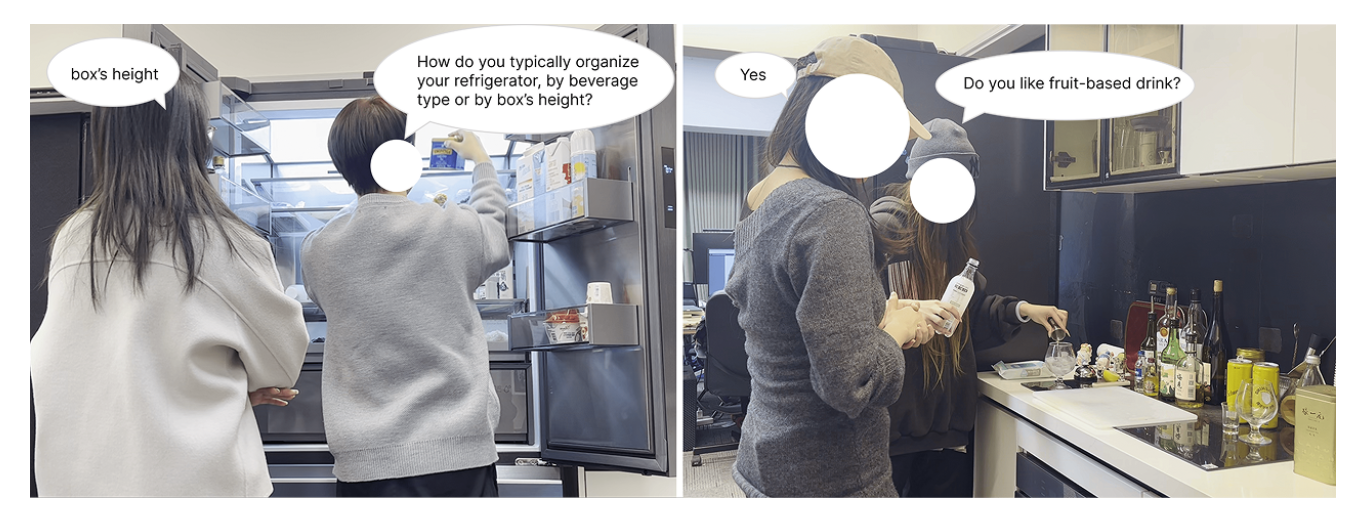 box's height
How do you typically organize
your refrigerator, by beverage
type or by box's height?
Yes
Do you like fruit-based drink?